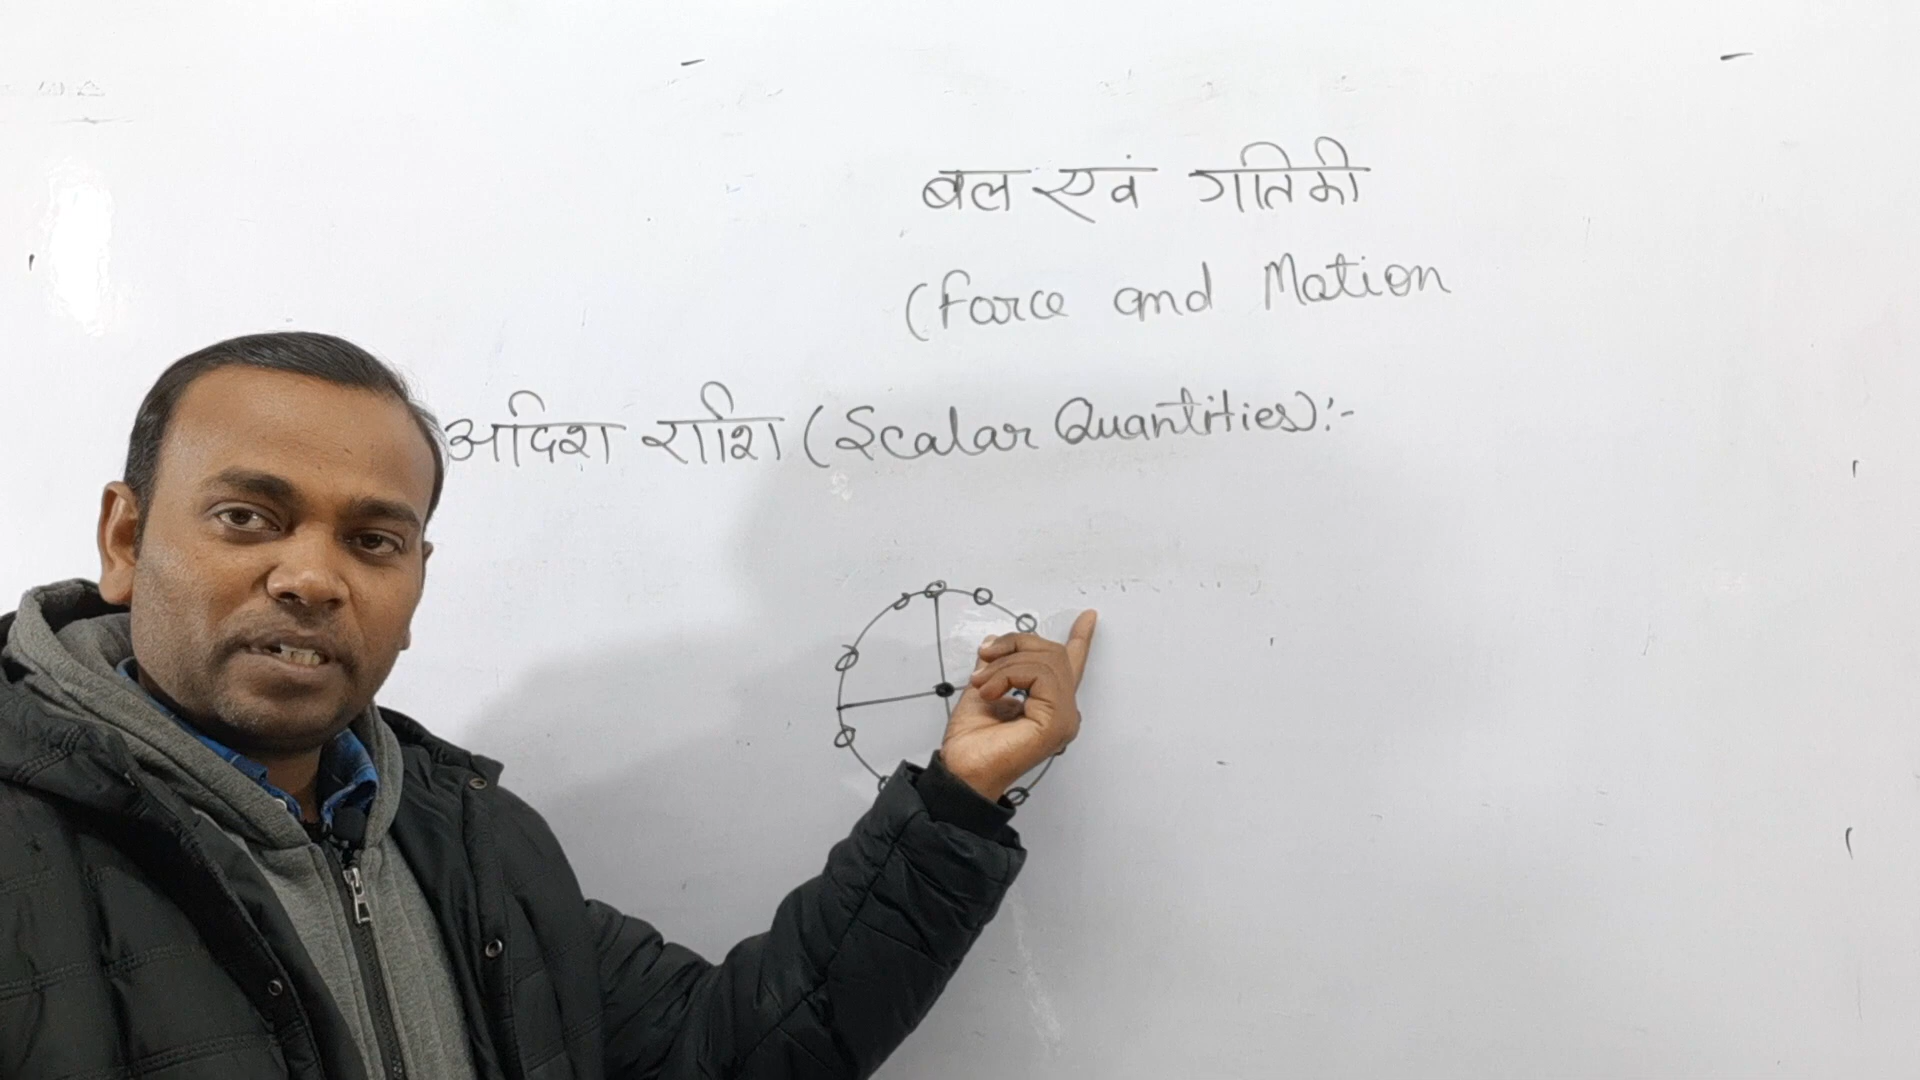 बल एवं गतिकी
(Force and Motion
अदिश राशि (Scalar Quantities):-